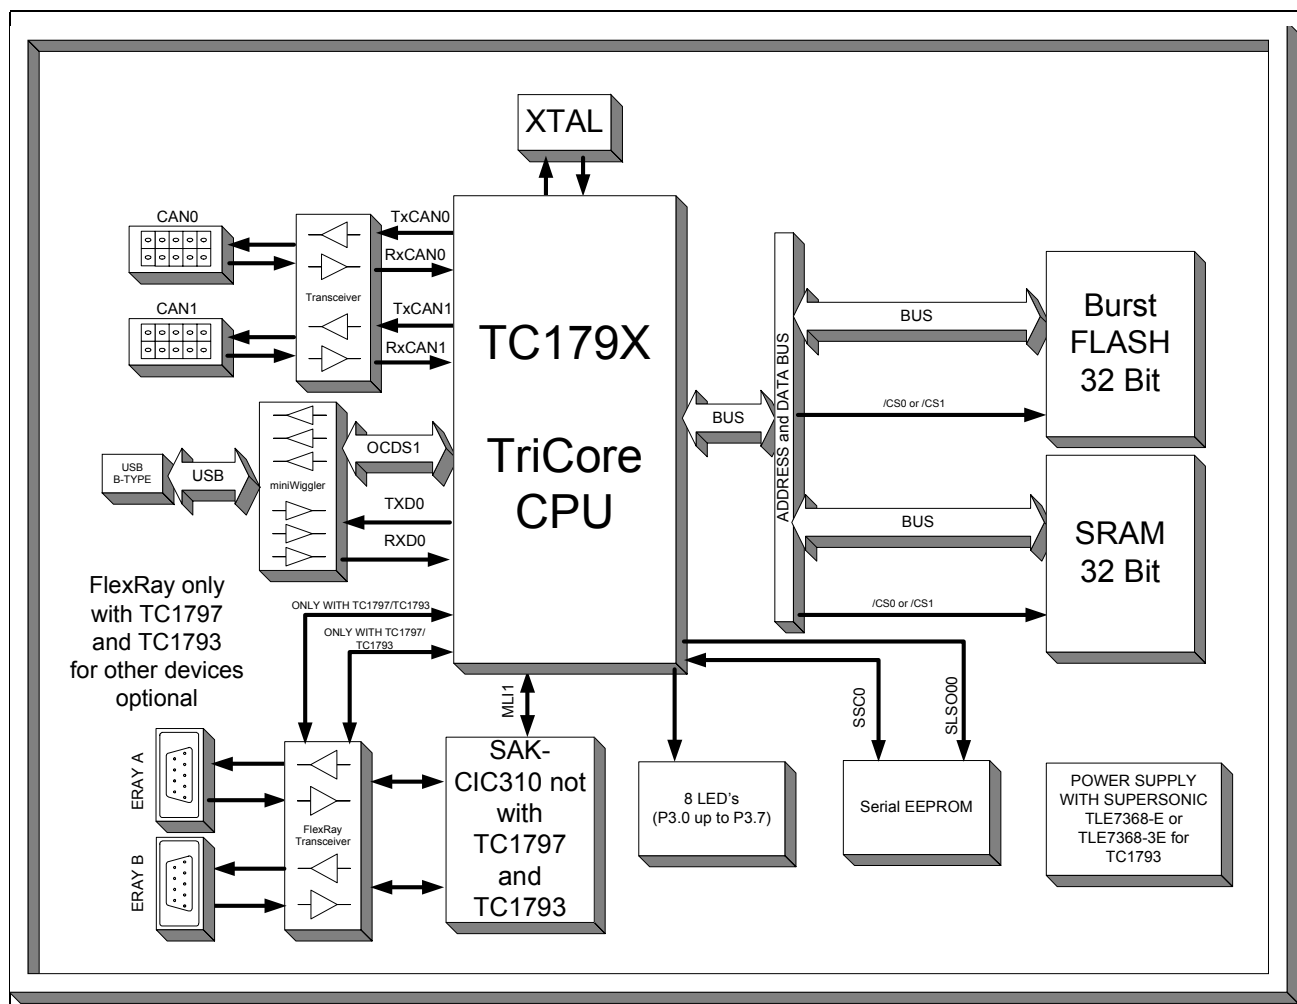 XTAL
CAN0
TxCAN0
RxCAN0
Transceiver
CAN1
TxCAN1
RxCAN1
TC179X
TriCore
CPU
BUS
ADDRESS and DATA BUS
BUS
/CS0 or /CS1
Burst
FLASH
32 Bit
BUS
/CS0 or /CS1
SRAM
32 Bit
USB
B-TYPE
USB
miniWiggler
OCDS1
TXD0
RXD0
FlexRay only
with TC1797
and TC1793
for other devices
optional
ONLY WITH TC1797/TC1793
ONLY WITH TC1797/
TC1793
MLI1
SSC0
SLSO00
ERAY A
ERAY B
FlexRay
Transceiver
SAK-
CIC310 not
with
TC1797
and
TC1793
8 LED's
(P3.0 up to P3.7)
Serial EEPROM
POWER SUPPLY
WITH SUPERSONIC
TLE7368-E or
TLE7368-3E for
TC1793